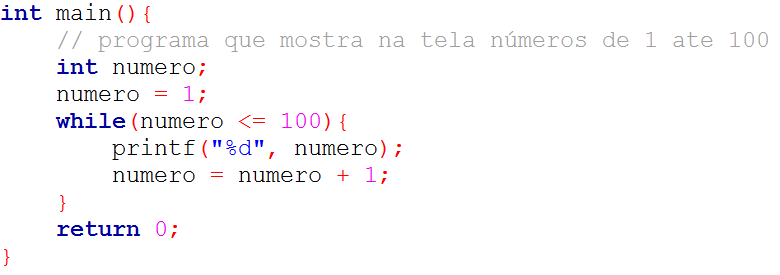 int main(){
// programa que mostra na tela números de 1 ate 100
int numero;
numero = 1;
while(numero <= 100){
printf("%d", numero);
numero = numero + 1;
}
return 0;
}